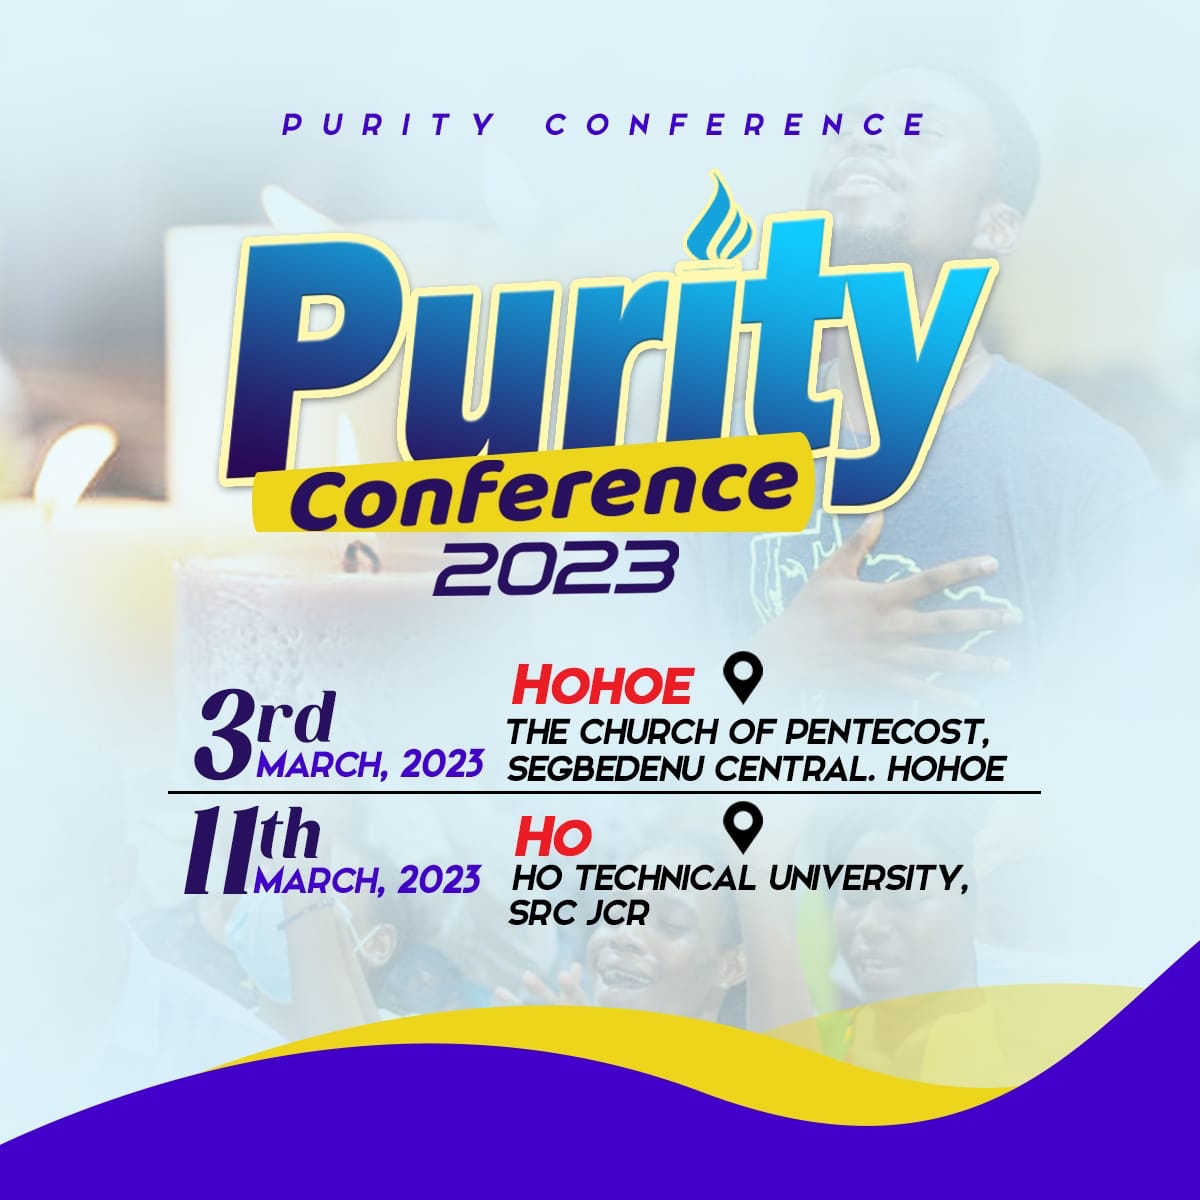 PURITY CONFERENCE
Purity
Conference
2023
3rd
MARCH, 2023
HOHOE
THE CHURCH OF PENTECOST,
SEGBEDENU CENTRAL. HOHOE
11th
MARCH, 2023
HO
HO TECHNICAL UNIVERSITY,
SRC JCR